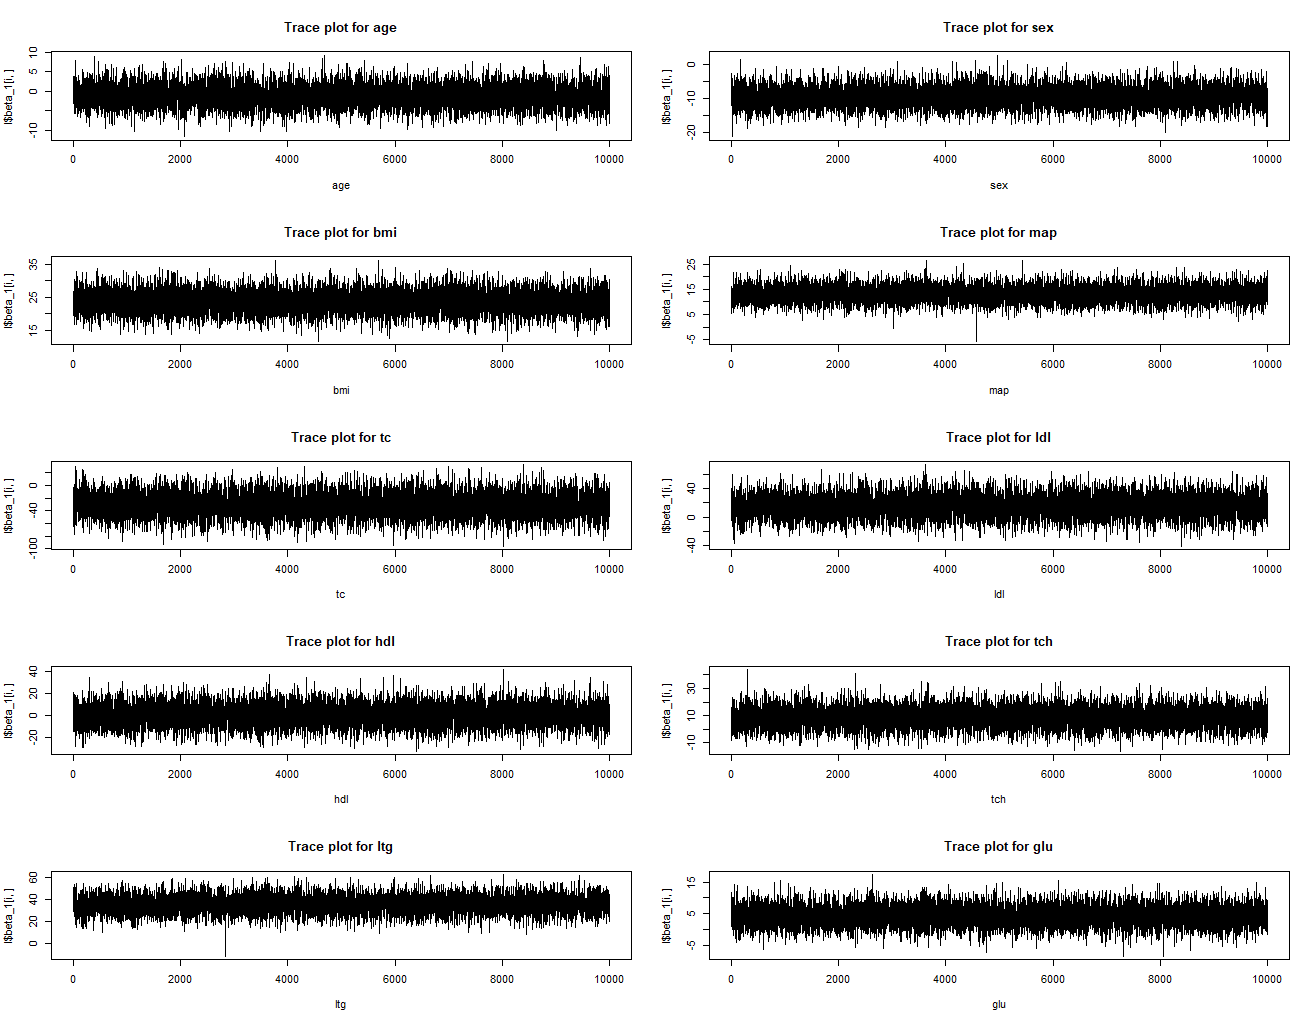 Trace plot for age
l$beta_1[i, ]
-10 0 5 10
0 2000 4000 6000 8000 10000
age
Trace plot for sex
l$beta_1[i, ]
-20 -10 0
0 2000 4000 6000 8000 10000
sex
Trace plot for bmi
l$beta_1[i, ]
15 25 35
0 2000 4000 6000 8000 10000
bmi
Trace plot for map
l$beta_1[i, ]
-5 5 15 25
0 2000 4000 6000 8000 10000
map
Trace plot for tc
l$beta_1[i, ]
-100 -40 0
0 2000 4000 6000 8000 10000
tc
Trace plot for ldl
l$beta_1[i, ]
-40 0 40
0 2000 4000 6000 8000 10000
ldl
Trace plot for hdl
l$beta_1[i, ]
-20 0 20 40
0 2000 4000 6000 8000 10000
hdl
Trace plot for tch
l$beta_1[i, ]
-10 10 30
0 2000 4000 6000 8000 10000
tch
Trace plot for ltg
l$beta_1[i, ]
0 20 40 60
0 2000 4000 6000 8000 10000
ltg
Trace plot for glu
l$beta_1[i, ]
-5 5 15
0 2000 4000 6000 8000 10000
glu